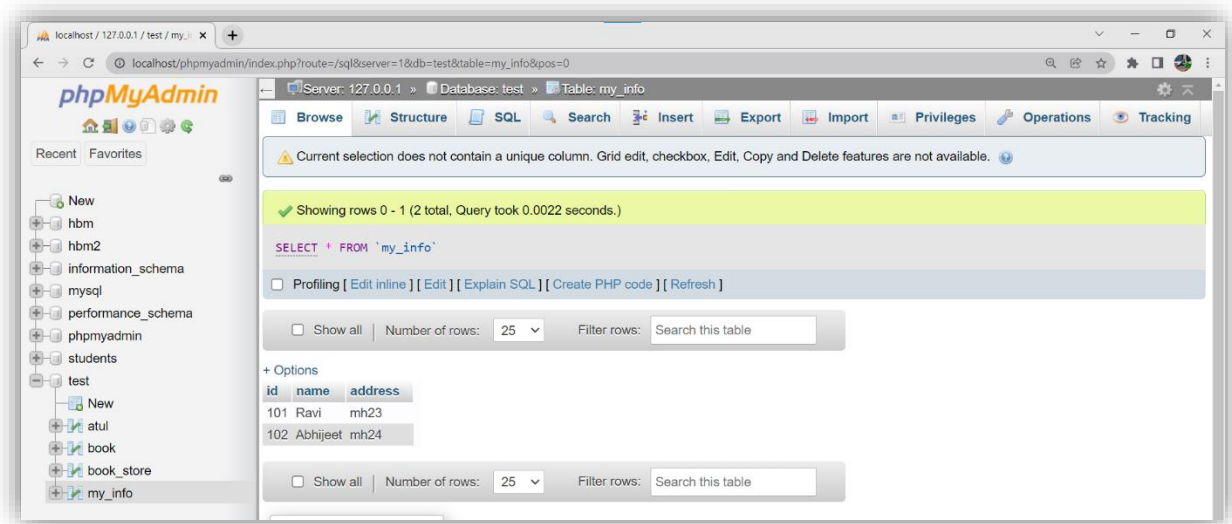 localhost / 127.0.0.1 / test / my_i
localhost/phpmyadmin/index.php?route=/sql&server=1&db=test&table=my_info&pos=0
phpMyAdmin
Recent Favorites
New
hbm
hbm2
information_schema
mysql
performance_schema
phpmyadmin
students
test
New
atul
book
book_store
my_info
Server: 127.0.0.1 » Database: test » Table: my_info
Browse Structure SQL Search Insert Export Import Privileges Operations Tracking
Current selection does not contain a unique column. Grid edit, checkbox, Edit, Copy and Delete features are not available.
Showing rows 0 - 1 (2 total, Query took 0.0022 seconds.)
SELECT * FROM `my_info`
Profiling [ Edit inline ] [ Edit ] [ Explain SQL ] [ Create PHP code ] [ Refresh ]
Show all | Number of rows: 25 Filter rows: Search this table
+ Options
id name address
101 Ravi mh23
102 Abhijeet mh24
Show all | Number of rows: 25 Filter rows: Search this table